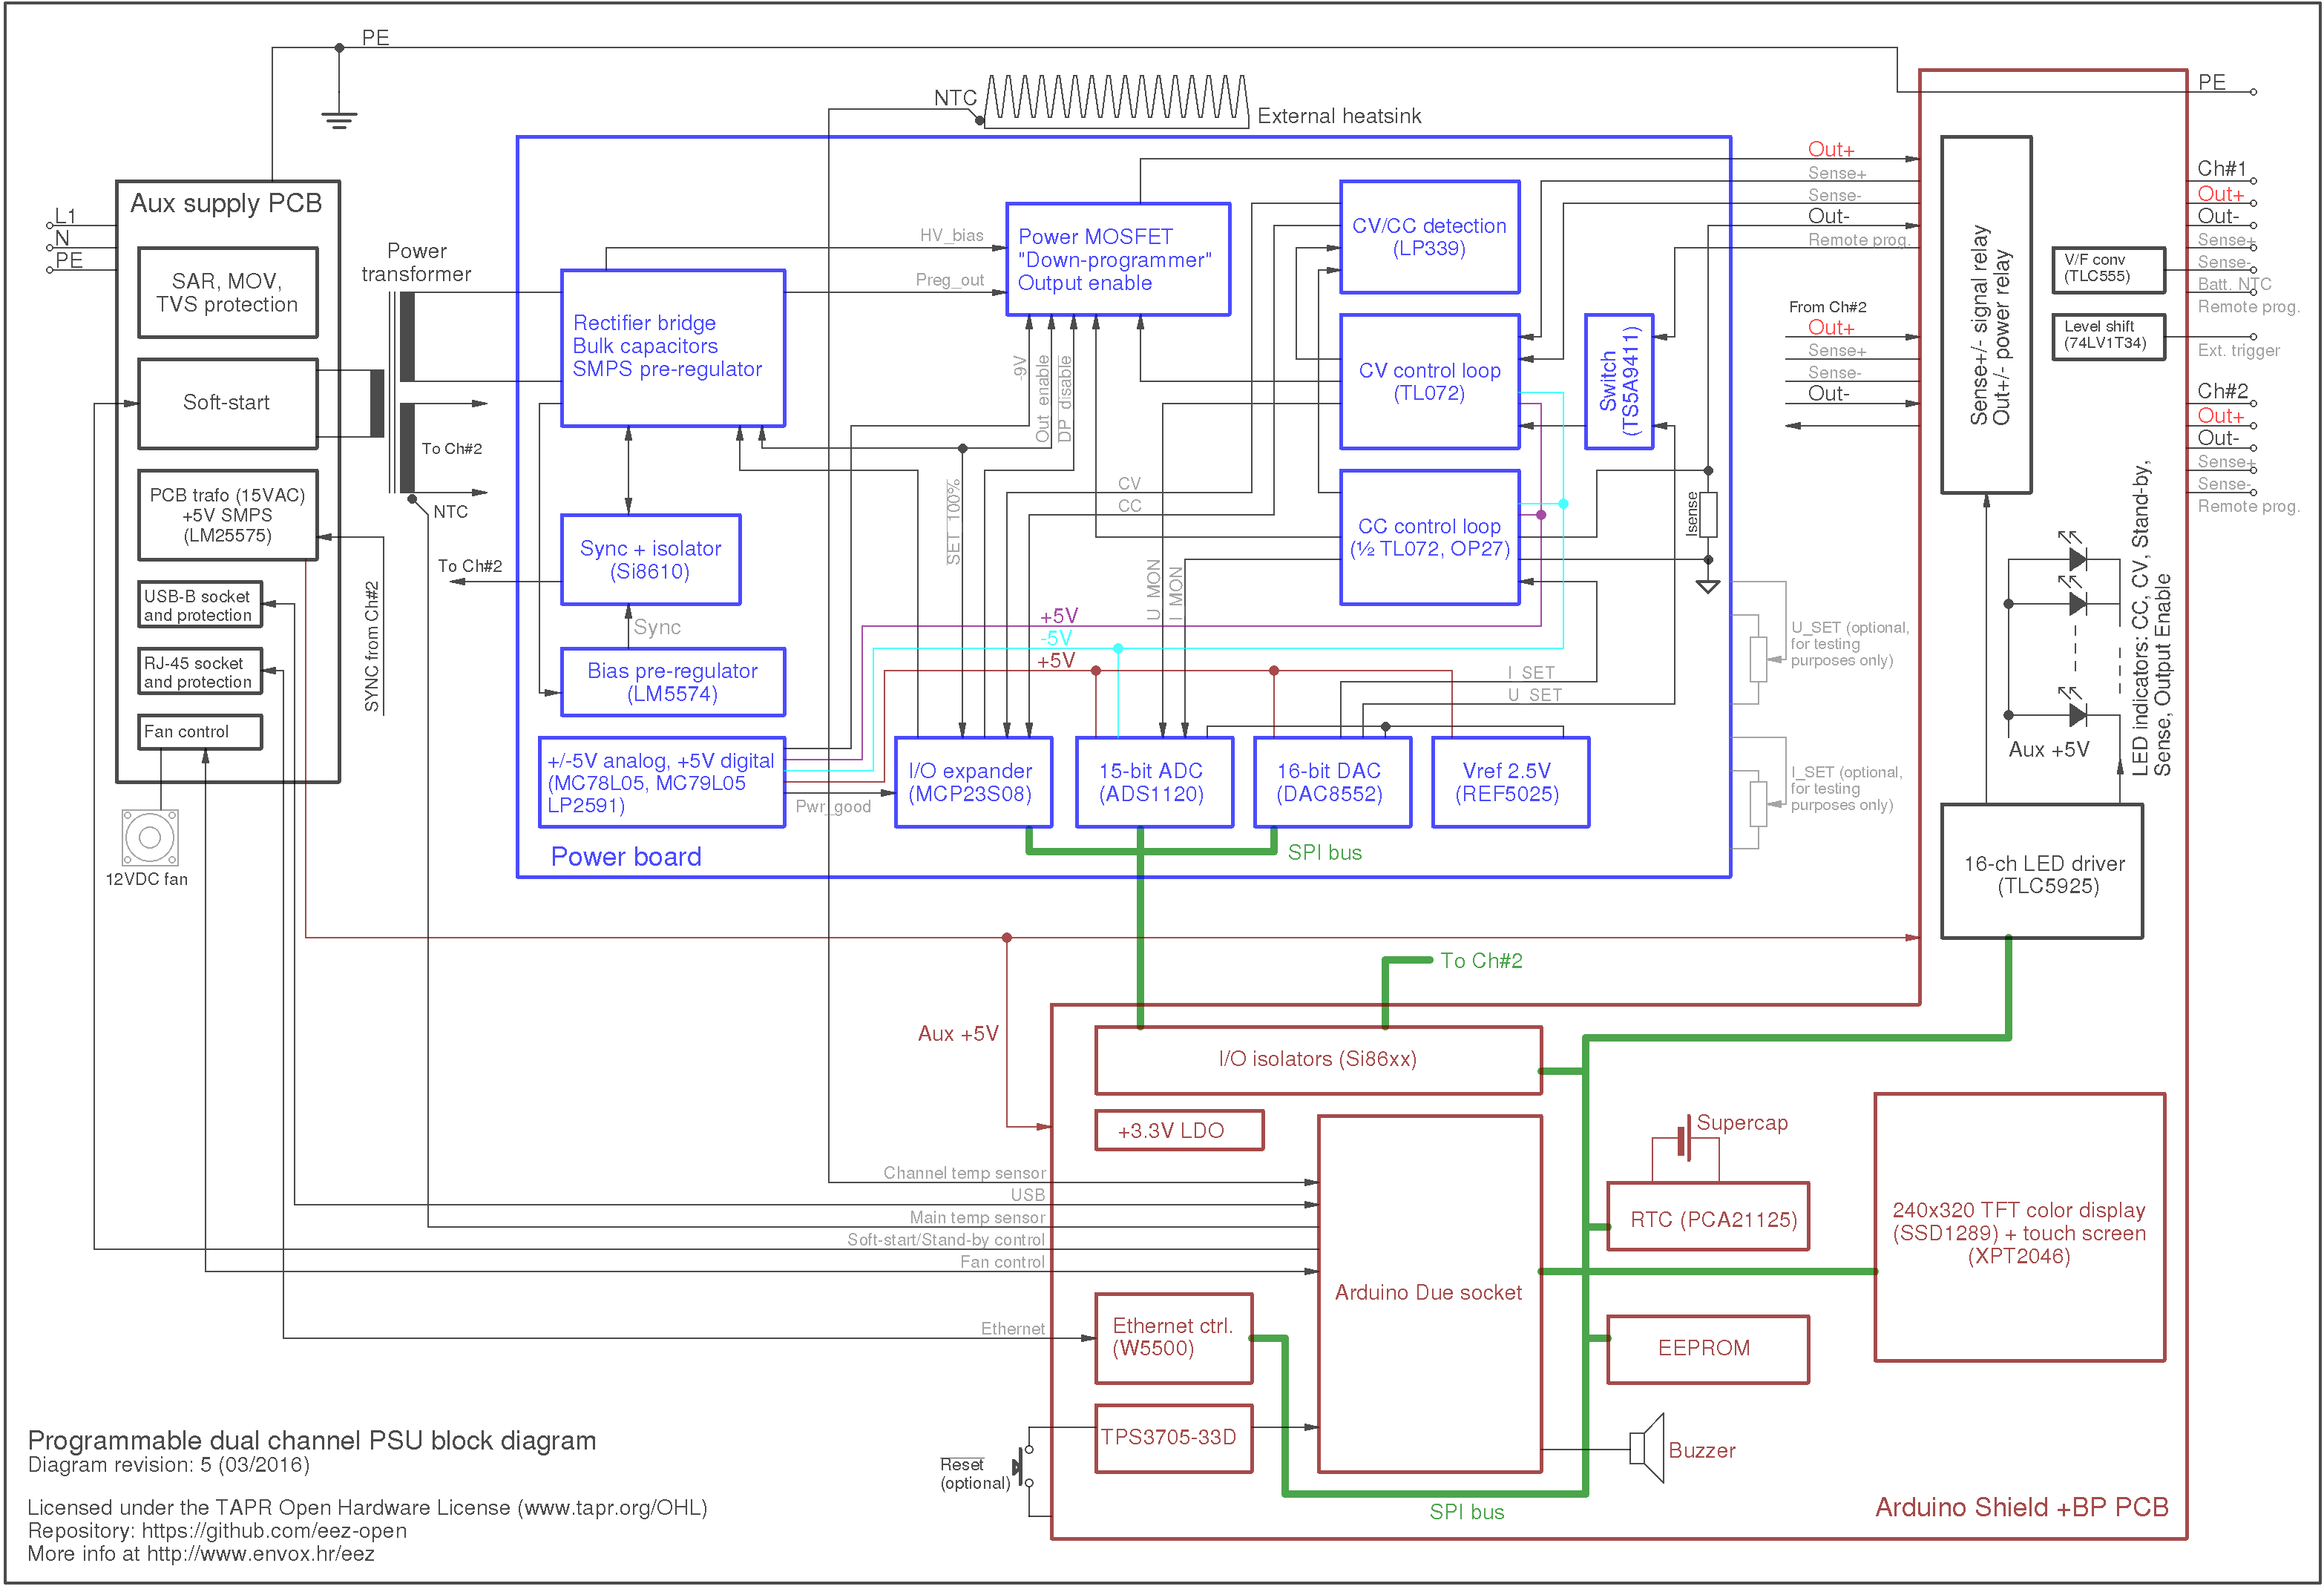 PE
NTC
External heatsink
PE
Aux supply PCB
L1
N
PE
SAR, MOV,
TVS protection
Soft-start
PCB trafo (15VAC)
+5V SMPS
(LM25575)
USB-B socket
and protection
RJ-45 socket
and protection
Fan control
12VDC fan
SYNC from Ch#2
Power
transformer
To Ch#2
NTC
To Ch#2
Rectifier bridge
Bulk capacitors
SMPS pre-regulator
HV_bias
Preg_out
Power MOSFET
"Down-programmer"
Output enable
-9V
Out_enable
DP_disable
SET_100%
CV
CC
Sync + isolator
(Si8610)
Sync
Bias pre-regulator
(LM5574)
+/-5V analog, +5V digital
(MC78L05, MC79L05
LP2591)
Pwr_good
Power board
CV/CC detection
(LP339)
CV control loop
(TL072)
Switch
(TS5A9411)
CC control loop
(½ TL072, OP27)
Isense
U_MON
I_MON
+5V
-5V
+5V
I_SET
U_SET
I/O expander
(MCP23S08)
15-bit ADC
(ADS1120)
16-bit DAC
(DAC8552)
Vref 2.5V
(REF5025)
SPI bus
Out+
Sense+
Sense-
Out-
Remote prog.
From Ch#2
Out+
Sense+
Sense-
Out-
U_SET (optional,
for testing
purposes only)
I_SET (optional,
for testing
purposes only)
Sense+/- signal relay
Out+/- power relay
V/F conv
(TLC555)
Level shift
(74LV1T34)
Ch#1
Out+
Out-
Sense+
Sense-
Batt. NTC
Remote prog.
Ext. trigger
Ch#2
Out+
Out-
Sense+
Sense-
Remote prog.
LED indicators: CC, CV, Stand-by,
Sense, Output Enable
Aux +5V
16-ch LED driver
(TLC5925)
To Ch#2
Aux +5V
I/O isolators (Si86xx)
+3.3V LDO
Channel temp sensor
USB
Main temp sensor
Soft-start/Stand-by control
Fan control
Ethernet
Arduino Due socket
Supercap
RTC (PCA21125)
240x320 TFT color display
(SSD1289) + touch screen
(XPT2046)
EEPROM
Ethernet ctrl.
(W5500)
TPS3705-33D
Reset
(optional)
Buzzer
SPI bus
Arduino Shield +BP PCB
Programmable dual channel PSU block diagram
Diagram revision: 5 (03/2016)
Licensed under the TAPR Open Hardware License (www.tapr.org/OHL)
Repository: https://github.com/eez-open
More info at http://www.envox.hr/eez